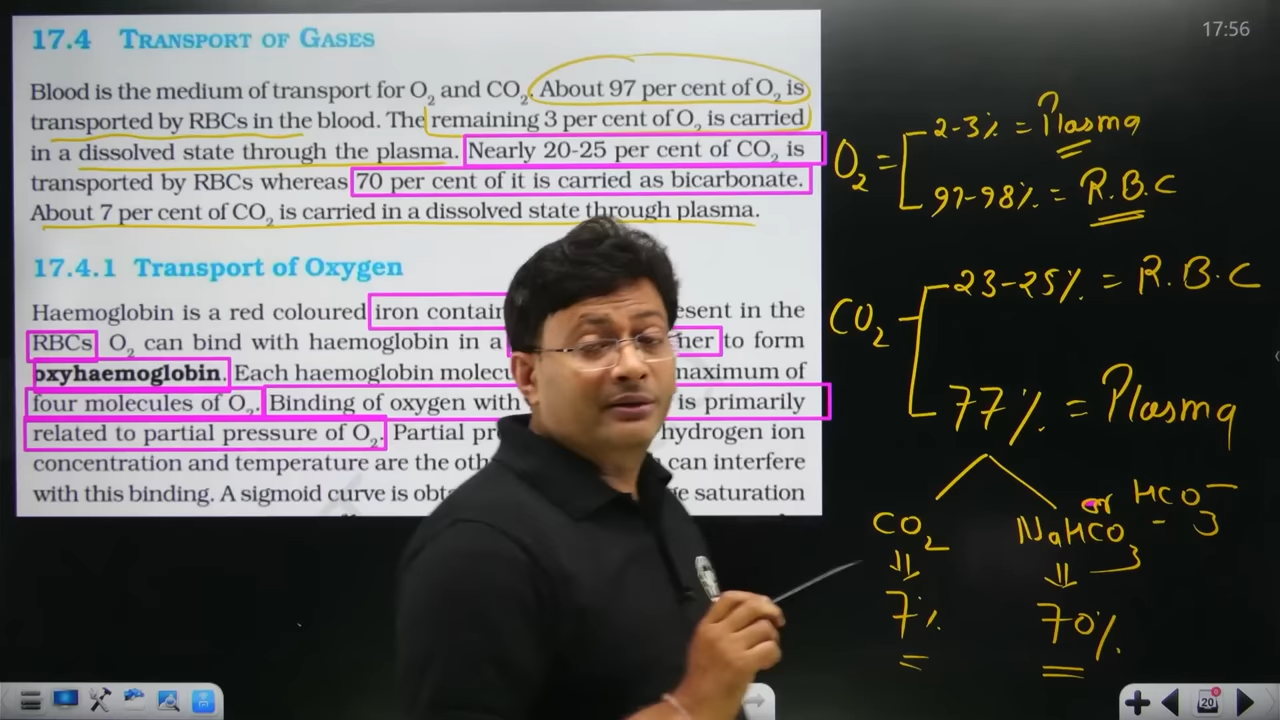 17.4 TRANSPORT OF GASES
Blood is the medium of transport for O₂ and CO₂. About 97 per cent of O₂ is
transported by RBCs in the blood. The remaining 3 per cent of O₂ is carried
in a dissolved state through the plasma. Nearly 20-25 per cent of CO₂ is
transported by RBCs whereas 70 per cent of it is carried as bicarbonate.
About 7 per cent of CO₂ is carried in a dissolved state through plasma.
17.4.1 Transport of Oxygen
Haemoglobin is a red coloured iron contain esent in the
RBCs. O₂ can bind with haemoglobin in a ner to form
oxyhaemoglobin. Each haemoglobin molecu maximum of
four molecules of O₂. Binding of oxygen with is primarily
related to partial pressure of O₂. Partial pr hydrogen ion
concentration and temperature are the oth can interfere
with this binding. A sigmoid curve is obta e saturation
17:56
O₂ =
2-3% = Plasma
97-98% = R.B.C
CO₂
23-25% = R.B.C
77% = Plasma
CO₂
7%
NaHCO₃ or HCO₃⁻
70%
20